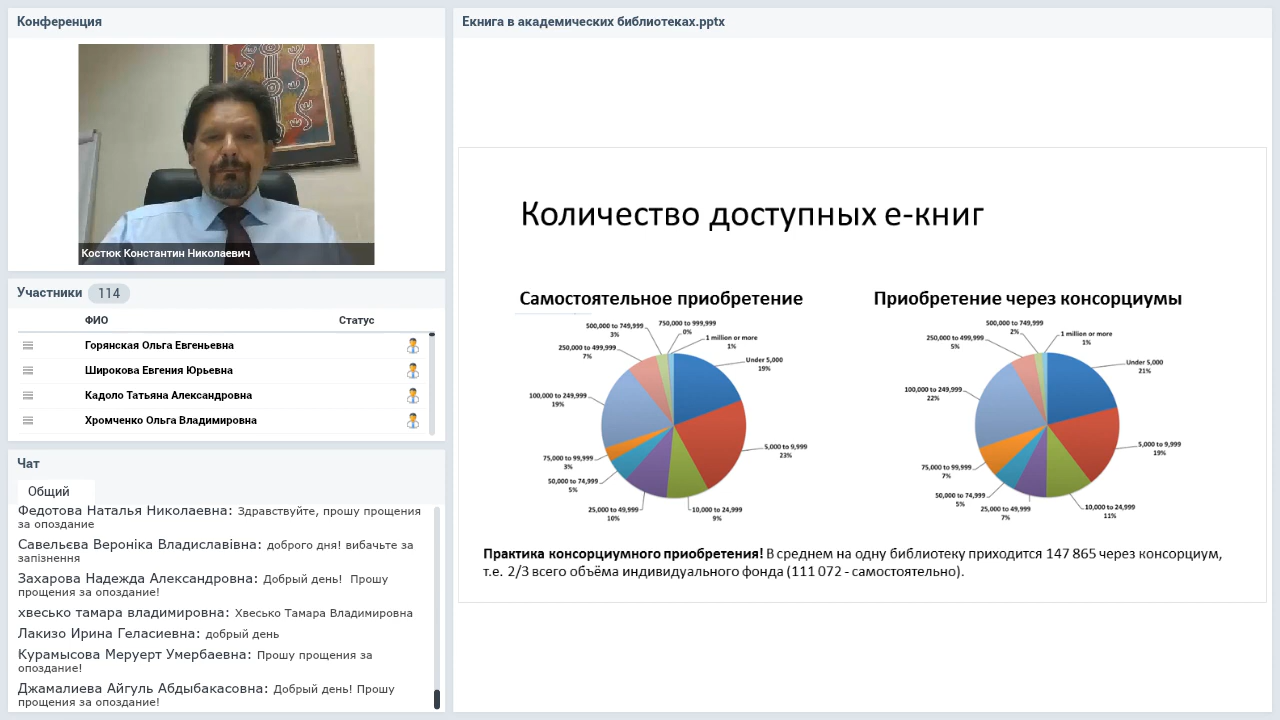 Конференция
Костюк Константин Николаевич
Участники 114
ФИО Статус
Горянская Ольга Евгеньевна
Широкова Евгения Юрьевна
Кадоло Татьяна Александровна
Хромченко Ольга Владимировна
Чат
Общий
Федотова Наталья Николаевна: Здравствуйте, прошу прощения
за опоздание
Савельєва Вероніка Владиславівна: доброго дня! вибачьте за
запізнення
Захарова Надежда Александровна: Добрый день! Прошу
прощения за опоздание!
хвесько тамара владимировна: Хвесько Тамара Владимировна
Лакизо Ирина Геласиевна: добрый день
Курамысова Меруерт Умербаевна: Прошу прощения за
опоздание!
Джамалиева Айгуль Абдыбакасовна: Добрый день! Прошу
прощения за опоздание!
Екнига в академических библиотеках.pptx
Количество доступных е-книг
Самостоятельное приобретение
750,000 to 999,999
0%
500,000 to 749,999
3%
1 million or more
1%
250,000 to 499,999
7%
Under 5,000
19%
100,000 to 249,999
19%
5,000 to 9,999
23%
75,000 to 99,999
3%
50,000 to 74,999
5%
25,000 to 49,999
10%
10,000 to 24,999
9%
Приобретение через консорциумы
500,000 to 749,999
2%
1 million or more
1%
250,000 to 499,999
5%
Under 5,000
21%
100,000 to 249,999
22%
5,000 to 9,999
19%
75,000 to 99,999
7%
50,000 to 74,999
5%
25,000 to 49,999
7%
10,000 to 24,999
11%
Практика консорциумного приобретения! В среднем на одну библиотеку приходится 147 865 через консорциум,
т.е. 2/3 всего объёма индивидуального фонда (111 072 - самостоятельно).